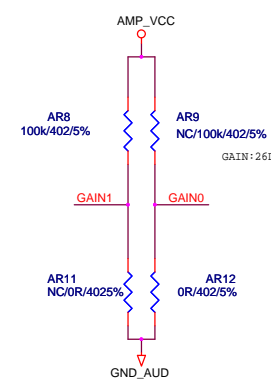 AMP_VCC
AR8
100k/402/5%
AR9
NC/100k/402/5%
GAIN:26
GAIN1
GAIN0
AR11
NC/0R/4025%
AR12
0R/402/5%
GND_AUD